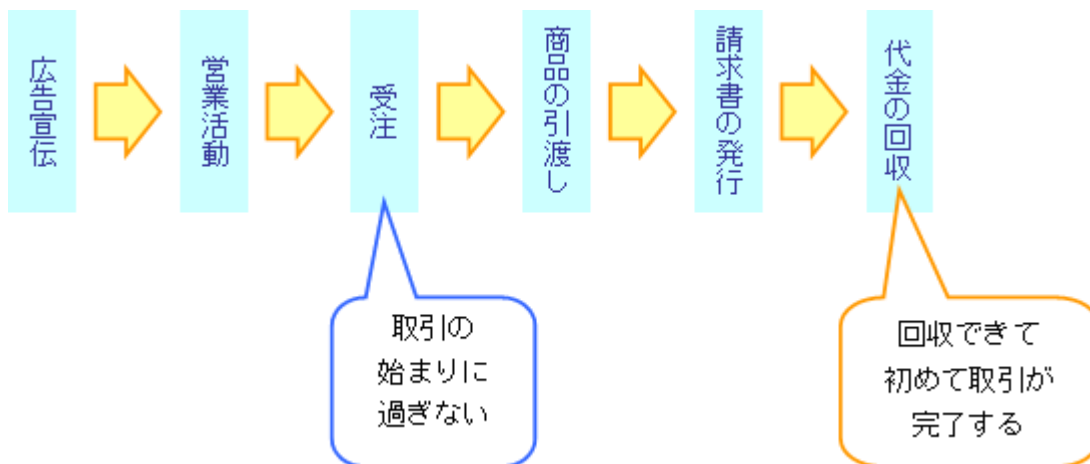 広告宣伝
営業活動
受注
商品の引渡し
請求書の発行
代金の回収
取引の
始まりに
過ぎない
回収できて
初めて取引が
完了する